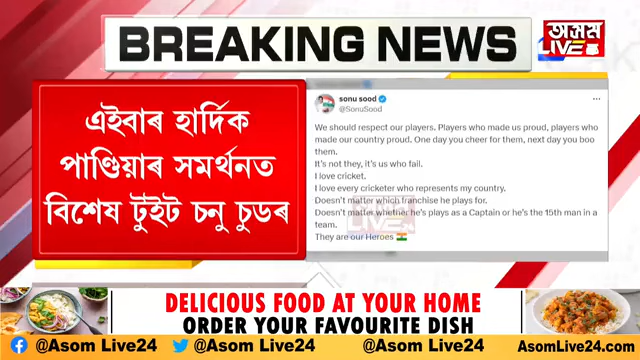 BREAKING NEWS
অসম
LIVE24
এইবাৰ হাৰ্দিক
পাণ্ডিয়াৰ সমৰ্থনত
বিশেষ টুইট চনু চুডৰ
sonu sood
@SonuSood
We should respect our players. Players who made us proud, players who
made our country proud. One day you cheer for them, next day you boo
them.
It's not they, it's us who fail.
I love cricket.
I love every cricketer who represents my country.
Doesn't matter which franchise he plays for.
Doesn't matter whether he's plays as a Captain or he's the 15th man in a
team.
They are our Heroes 🇮🇳
DELICIOUS FOOD AT YOUR HOME
ORDER YOUR FAVOURITE DISH
@Asom Live24 @Asom Live24 @Asom Live24 AsomLive24.com